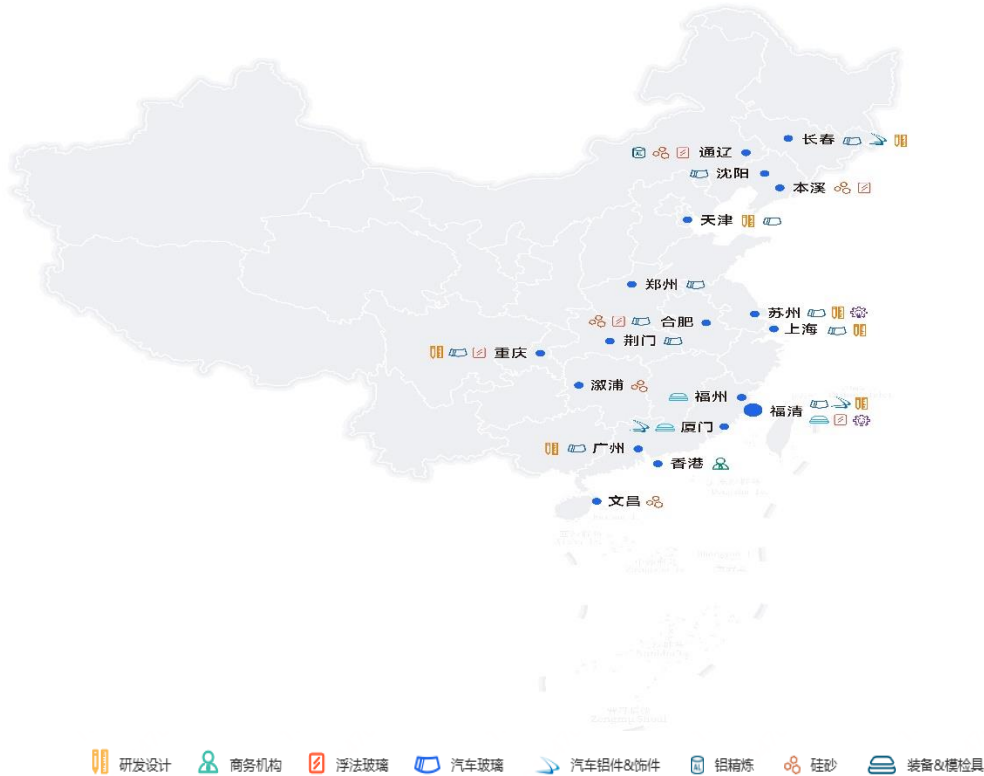 长春
通辽
沈阳
本溪
天津
郑州
苏州
合肥
上海
荆门
重庆
溆浦
福州
福清
厦门
广州
香港
文昌
研发设计 商务机构 浮法玻璃 汽车玻璃 汽车铝件&饰件 铝精炼 硅砂 装备&模检具